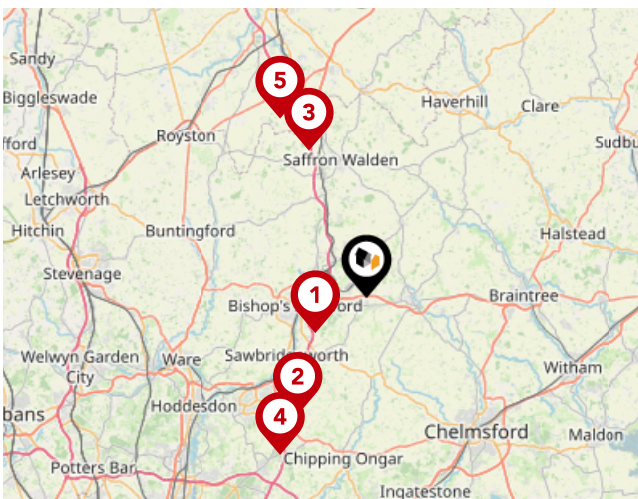 Sandy
5
Biggleswade
Haverhill
Clare
3
Royston
fford
Sudbu
Saffron Walden
Arlesey
Letchworth
Hitchin
Buntingford
Halstead
Stevenage
1
Bishop's
ford
Braintree
Welwyn Garden
City
Ware
Sawbridgeworth
Witham
2
Hoddesdon
bans
4
Chelmsford
Maldon
Chipping Ongar
Potters Bar
Ingatestone